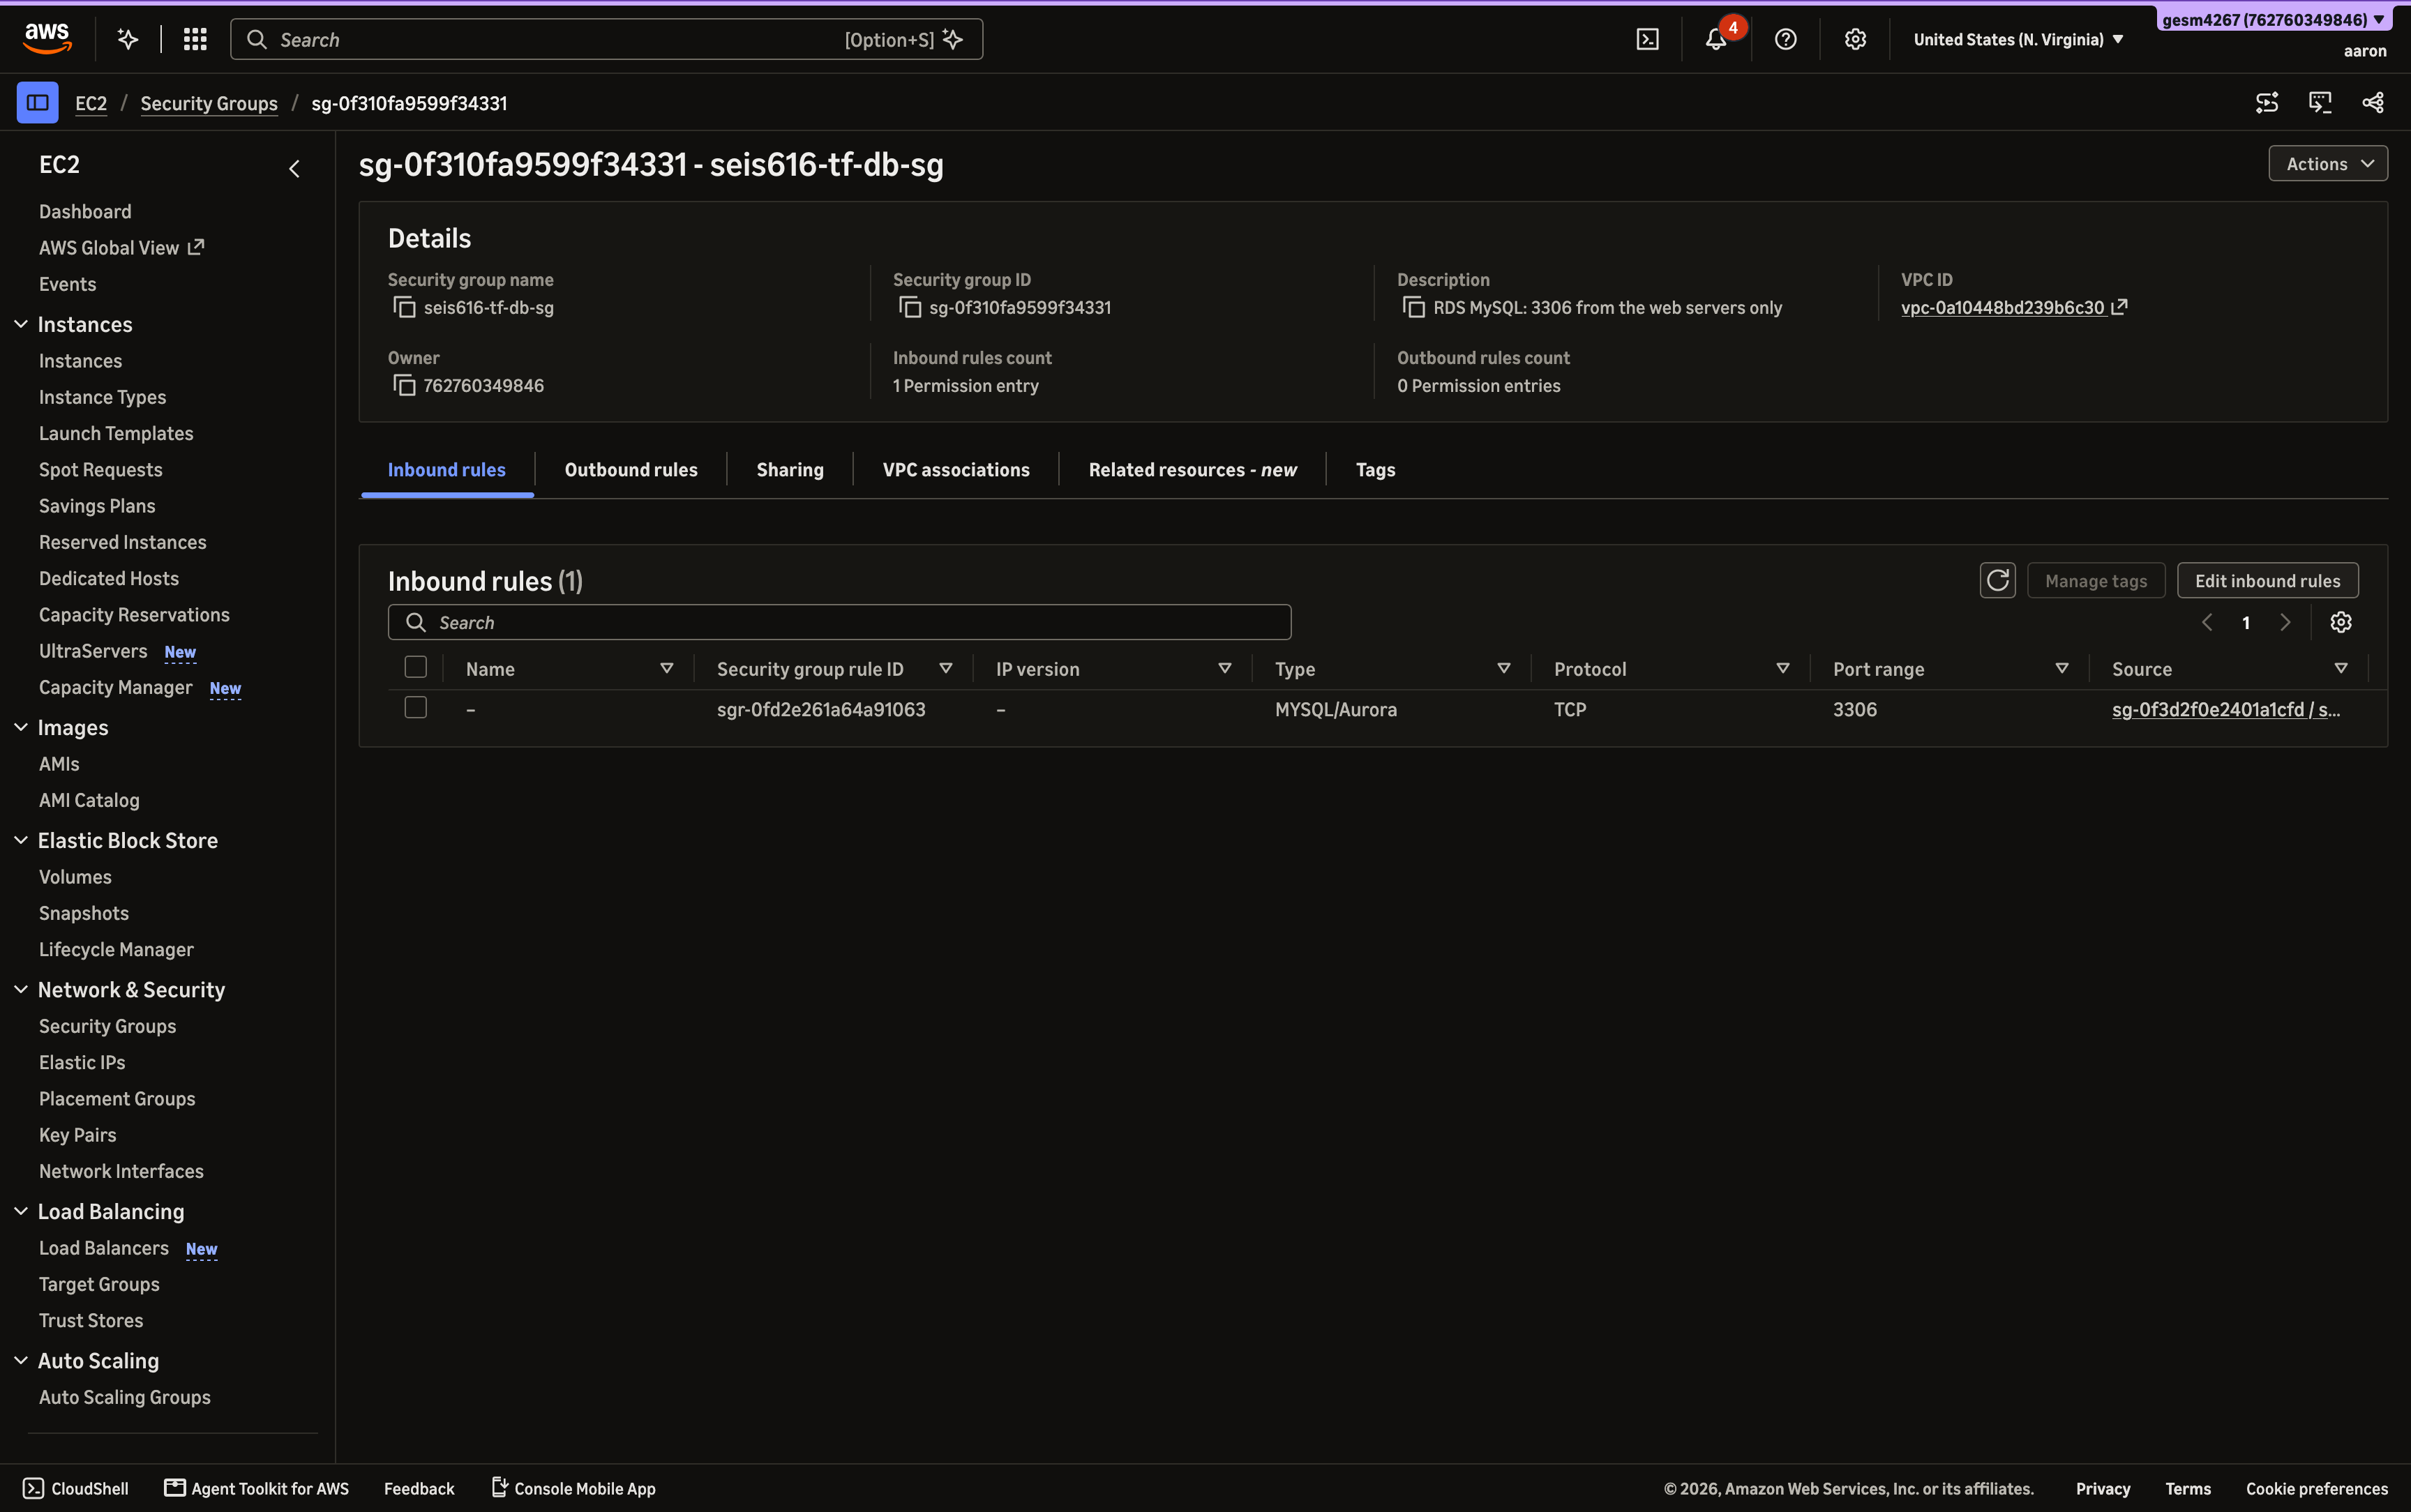 aws
Search [Option+S]
4
United States (N. Virginia)
gesm4267 (762760349846)
aaron
EC2 / Security Groups / sg-0f310fa9599f34331
EC2
Dashboard
AWS Global View
Events
Instances
Instances
Instance Types
Launch Templates
Spot Requests
Savings Plans
Reserved Instances
Dedicated Hosts
Capacity Reservations
UltraServers New
Capacity Manager New
Images
AMIs
AMI Catalog
Elastic Block Store
Volumes
Snapshots
Lifecycle Manager
Network & Security
Security Groups
Elastic IPs
Placement Groups
Key Pairs
Network Interfaces
Load Balancing
Load Balancers New
Target Groups
Trust Stores
Auto Scaling
Auto Scaling Groups
sg-0f310fa9599f34331 - seis616-tf-db-sg
Actions
Details
Security group name
seis616-tf-db-sg
Security group ID
sg-0f310fa9599f34331
Description
RDS MySQL: 3306 from the web servers only
VPC ID
vpc-0a10448bd239b6c30
Owner
762760349846
Inbound rules count
1 Permission entry
Outbound rules count
0 Permission entries
Inbound rules Outbound rules Sharing VPC associations Related resources - new Tags
Inbound rules (1)
Manage tags Edit inbound rules
Search
1
Name Security group rule ID IP version Type Protocol Port range Source
– sgr-0fd2e261a64a91063 – MYSQL/Aurora TCP 3306 sg-0f3d2f0e2401a1cfd / s...
CloudShell Agent Toolkit for AWS Feedback Console Mobile App
© 2026, Amazon Web Services, Inc. or its affiliates. Privacy Terms Cookie preferences